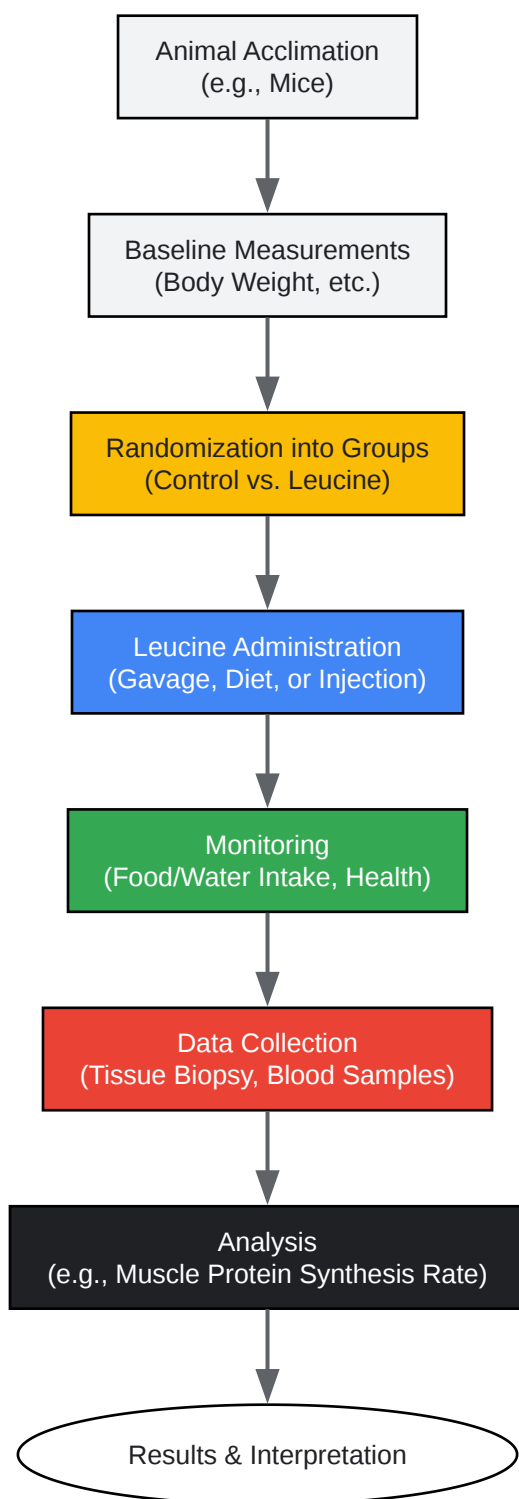 Animal Acclimation
(e.g., Mice)
Baseline Measurements
(Body Weight, etc.)
Randomization into Groups
(Control vs. Leucine)
Leucine Administration
(Gavage, Diet, or Injection)
Monitoring
(Food/Water Intake, Health)
Data Collection
(Tissue Biopsy, Blood Samples)
Analysis
(e.g., Muscle Protein Synthesis Rate)
Results & Interpretation